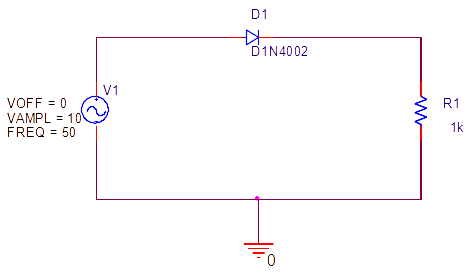 D1
D1N4002
V1
VOFF = 0
VAMPL = 10
FREQ = 50
R1
1k
0